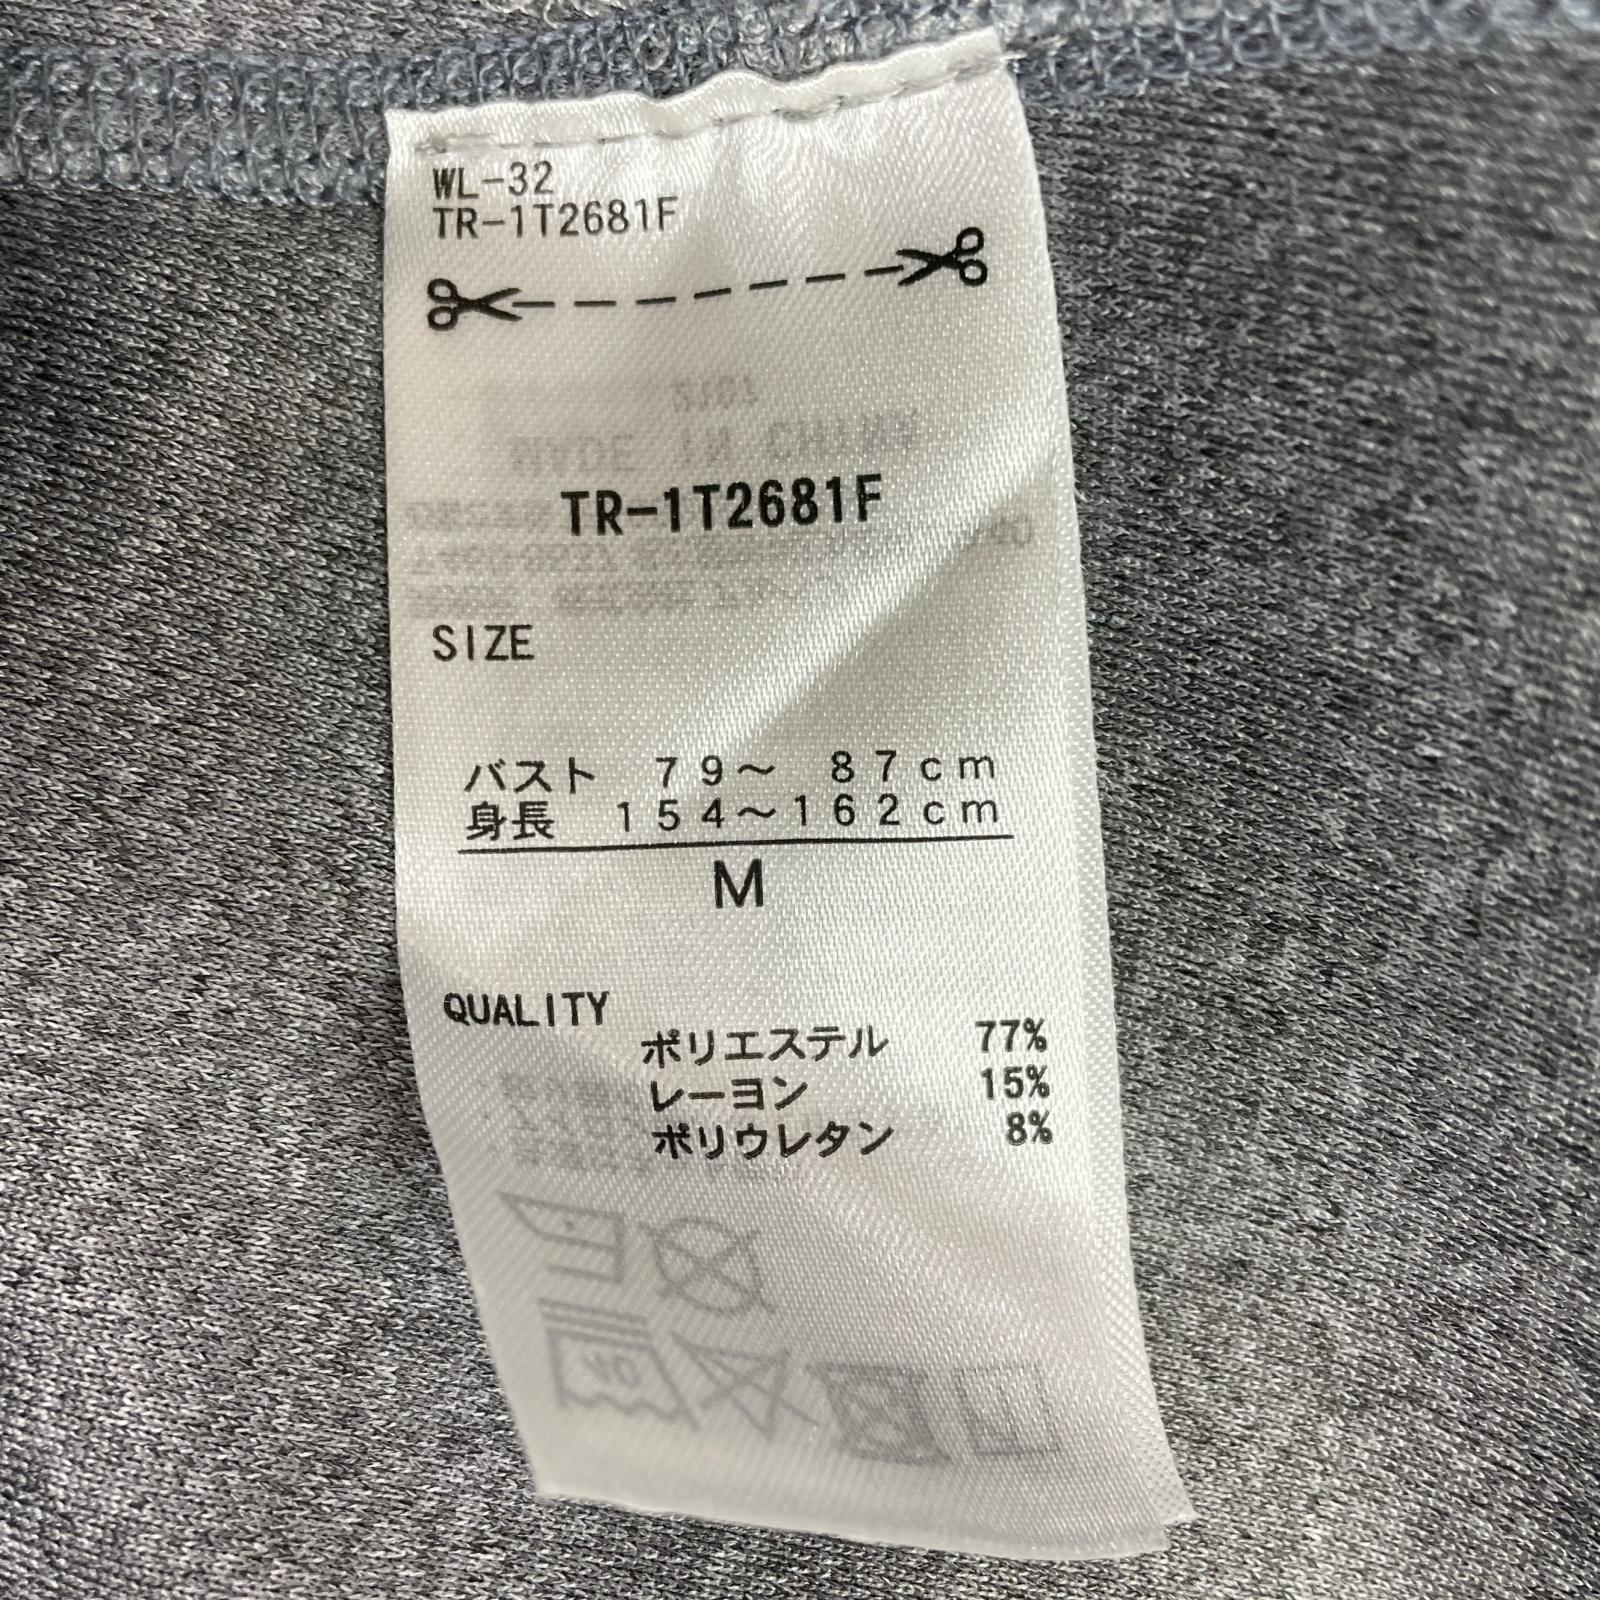 WL-32
TR-1T2681F
TR-1T2681F
SIZE
バスト 79～ 87cm
身長 154～162cm
M
QUALITY
ポリエステル 77%
レーヨン 15%
ポリウレタン 8%